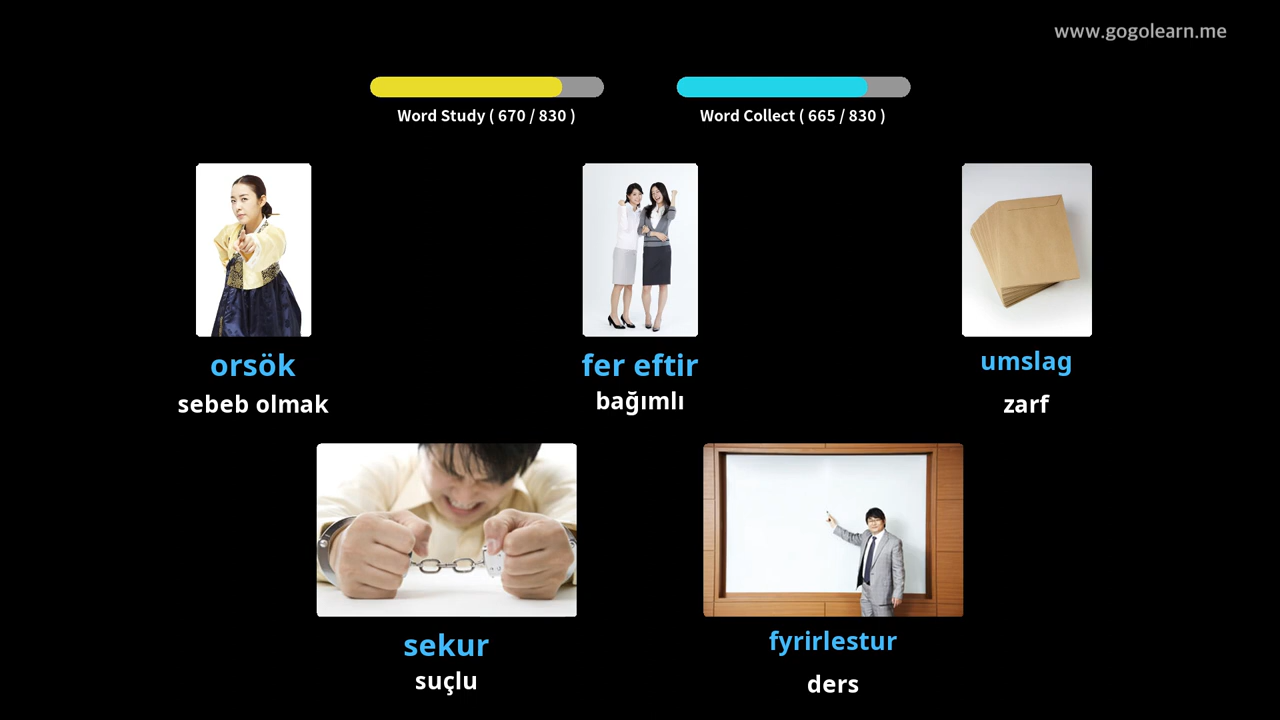 www.gogolearn.me
Word Study ( 670 / 830 )
Word Collect ( 665 / 830 )
orsök
sebeb olmak
fer eftir
bağımlı
umslag
zarf
sekur
suçlu
fyrirlestur
ders